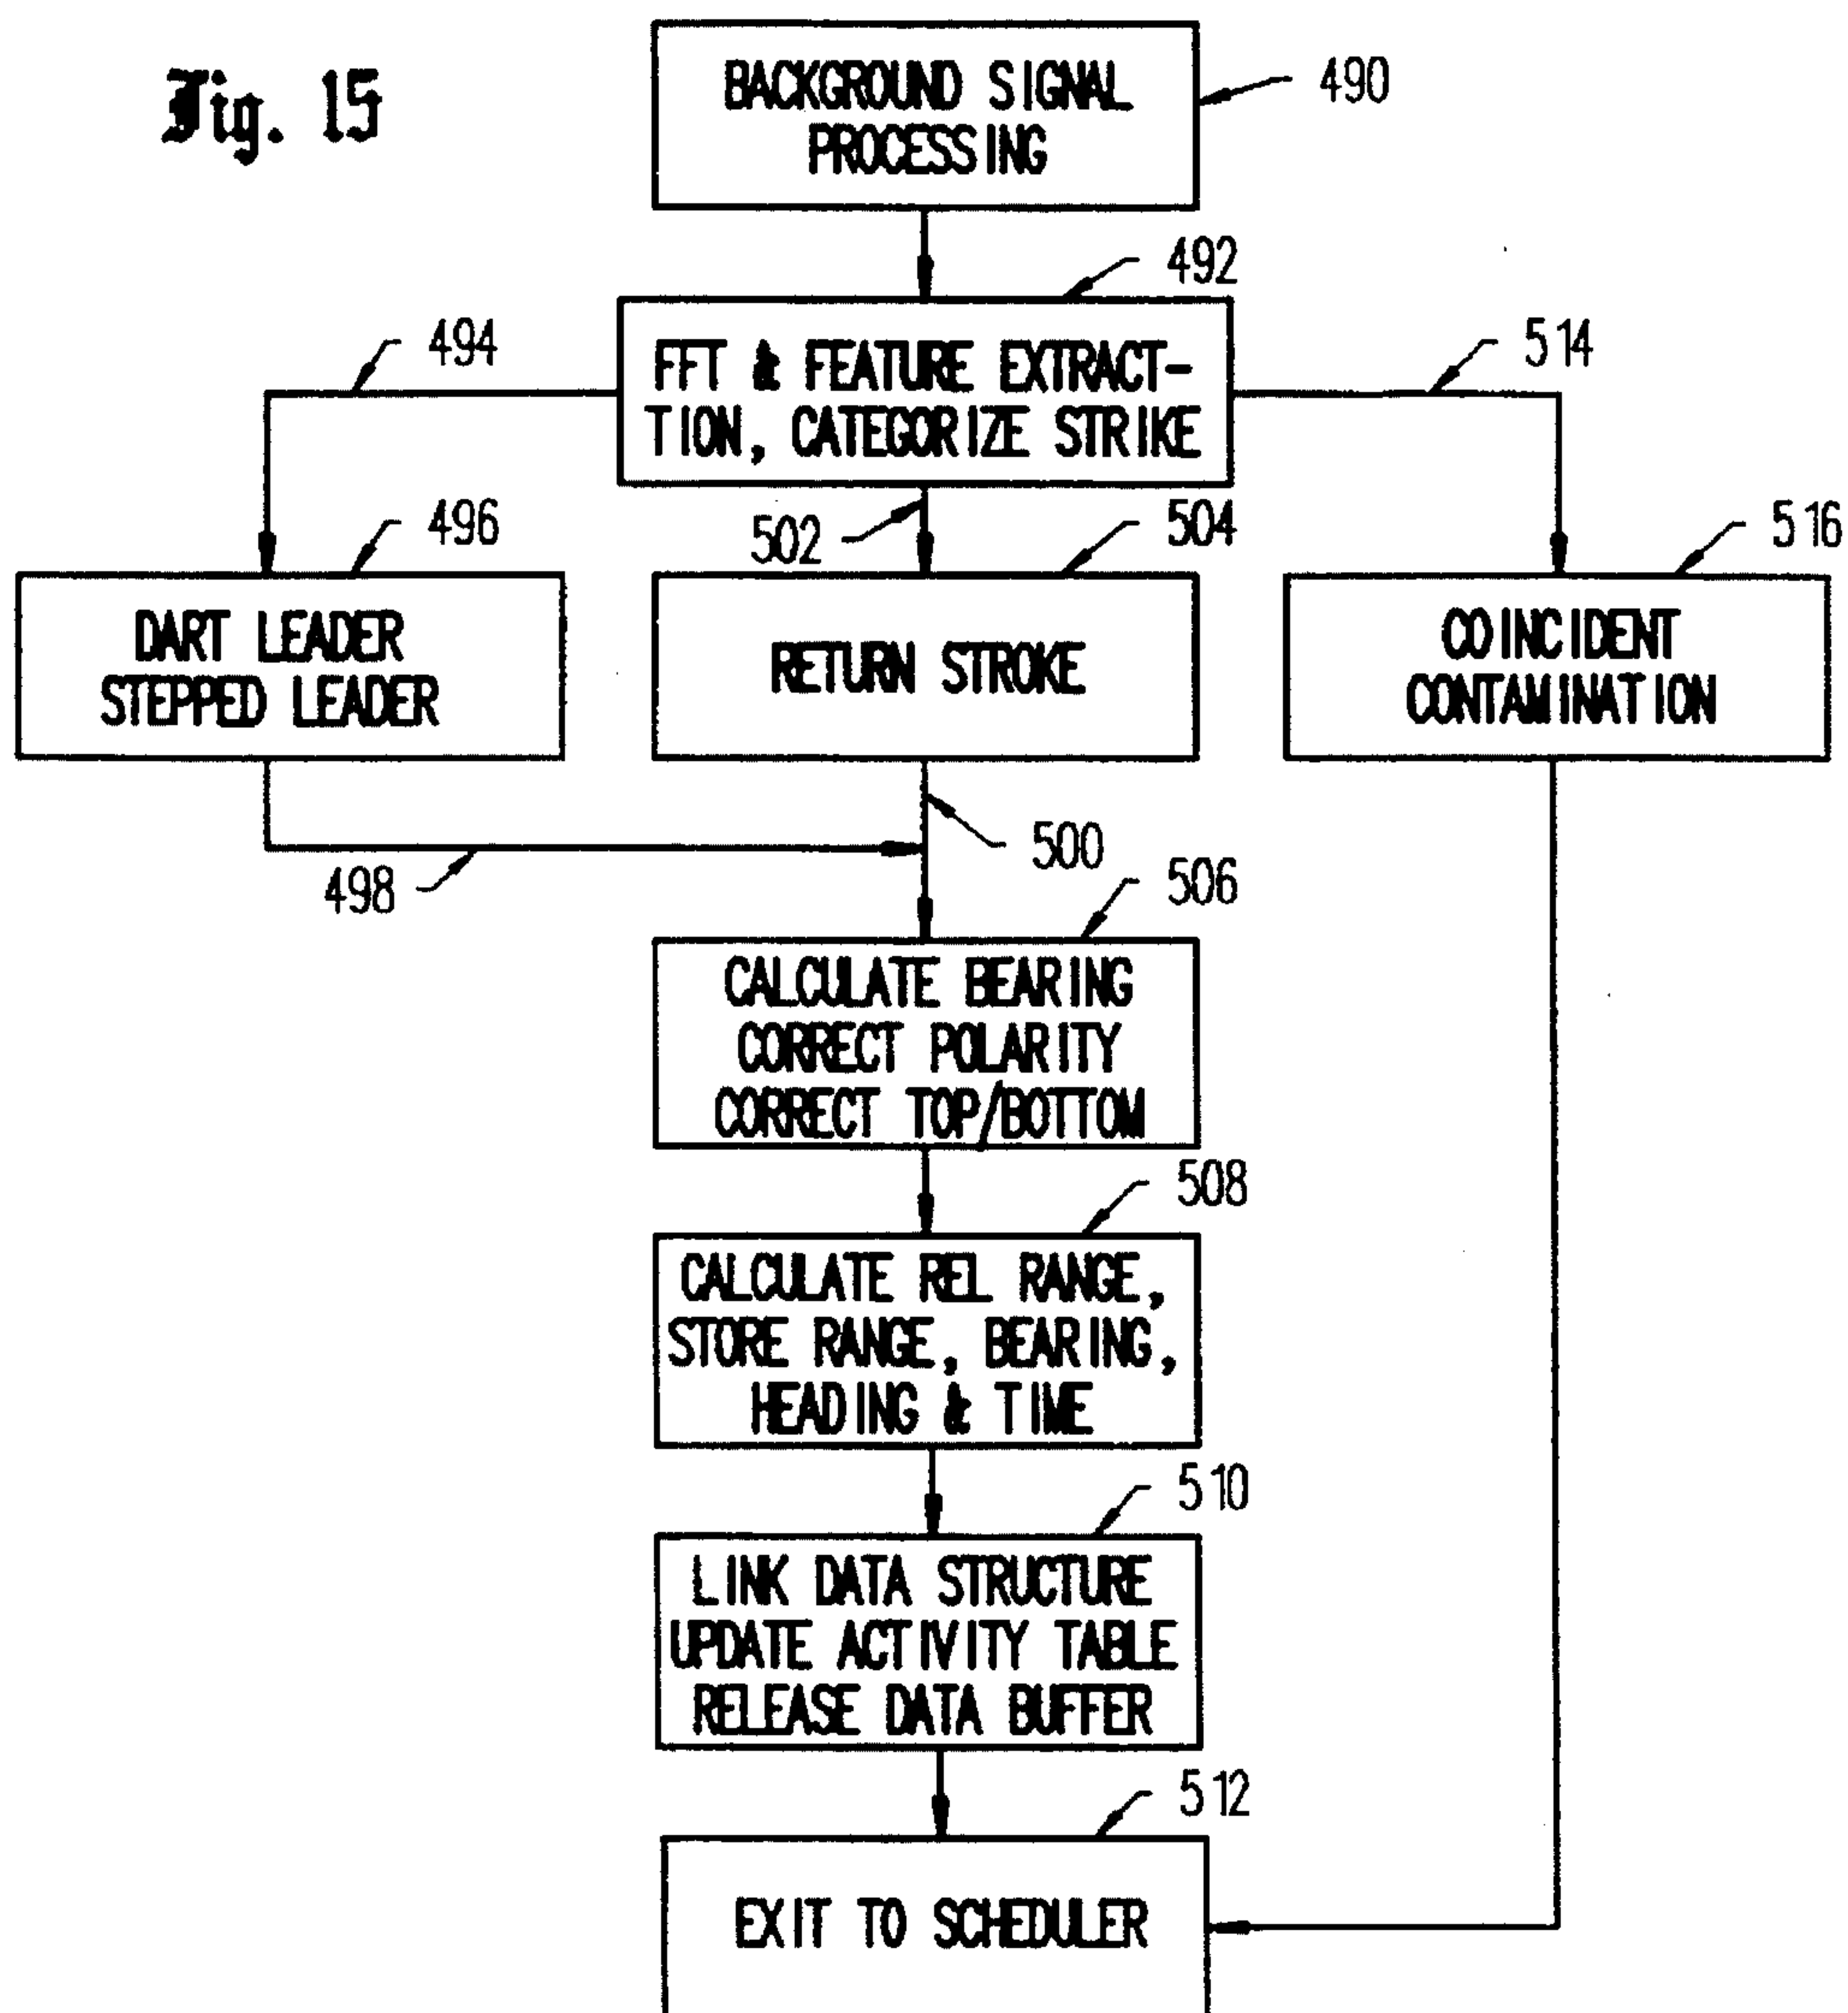 Fig. 15
BACKGROUND SIGNAL
PROCESSING
490
492
FFT & FEATURE EXTRACT-
TION, CATEGORIZE STRIKE
494
514
496
502
504
516
DART LEADER
STEPPED LEADER
RETURN STROKE
COINCIDENT
CONTAMINATION
498
500
506
CALCULATE BEARING
CORRECT POLARITY
CORRECT TOP/BOTTOM
508
CALCULATE REL RANGE,
STORE RANGE, BEARING,
HEADING & TIME
510
LINK DATA STRUCTURE
UPDATE ACTIVITY TABLE
RELEASE DATA BUFFER
512
EXIT TO SCHEDULER